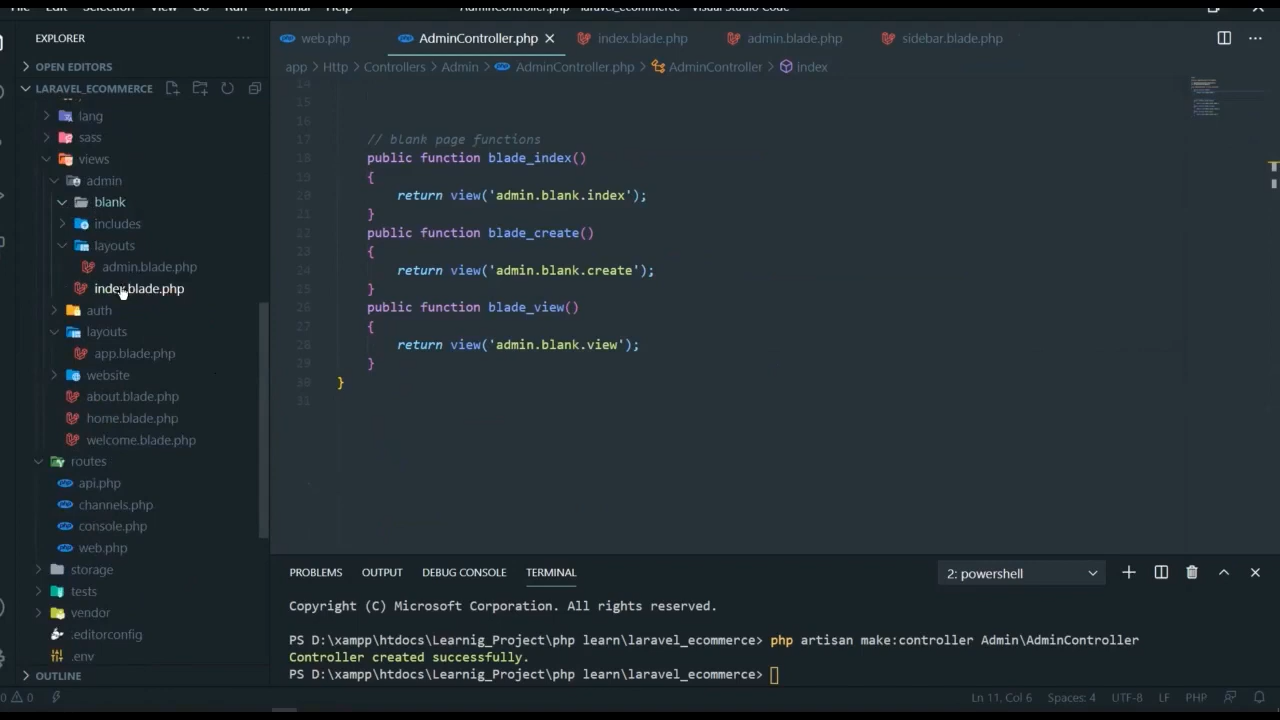 File Edit Selection View Go Run Terminal Help
AdminController.php - laravel_ecommerce - Visual Studio Code
EXPLORER
OPEN EDITORS
LARAVEL_ECOMMERCE
lang
sass
views
admin
blank
includes
layouts
admin.blade.php
index.blade.php
auth
layouts
app.blade.php
website
about.blade.php
home.blade.php
welcome.blade.php
routes
api.php
channels.php
console.php
web.php
storage
tests
vendor
.editorconfig
.env
OUTLINE
web.php AdminController.php index.blade.php admin.blade.php sidebar.blade.php
app > Http > Controllers > Admin > AdminController.php > AdminController > index
14
15
16
17 // blank page functions
18 public function blade_index()
19 {
20 return view('admin.blank.index');
21 }
22 public function blade_create()
23 {
24 return view('admin.blank.create');
25 }
26 public function blade_view()
27 {
28 return view('admin.blank.view');
29 }
30 }
31
PROBLEMS OUTPUT DEBUG CONSOLE TERMINAL
2: powershell
Copyright (C) Microsoft Corporation. All rights reserved.
PS D:\xampp\htdocs\Learnig_Project\php learn\laravel_ecommerce> php artisan make:controller Admin\AdminController
Controller created successfully.
PS D:\xampp\htdocs\Learnig_Project\php learn\laravel_ecommerce>
0 0
Ln 11, Col 6 Spaces: 4 UTF-8 LF PHP